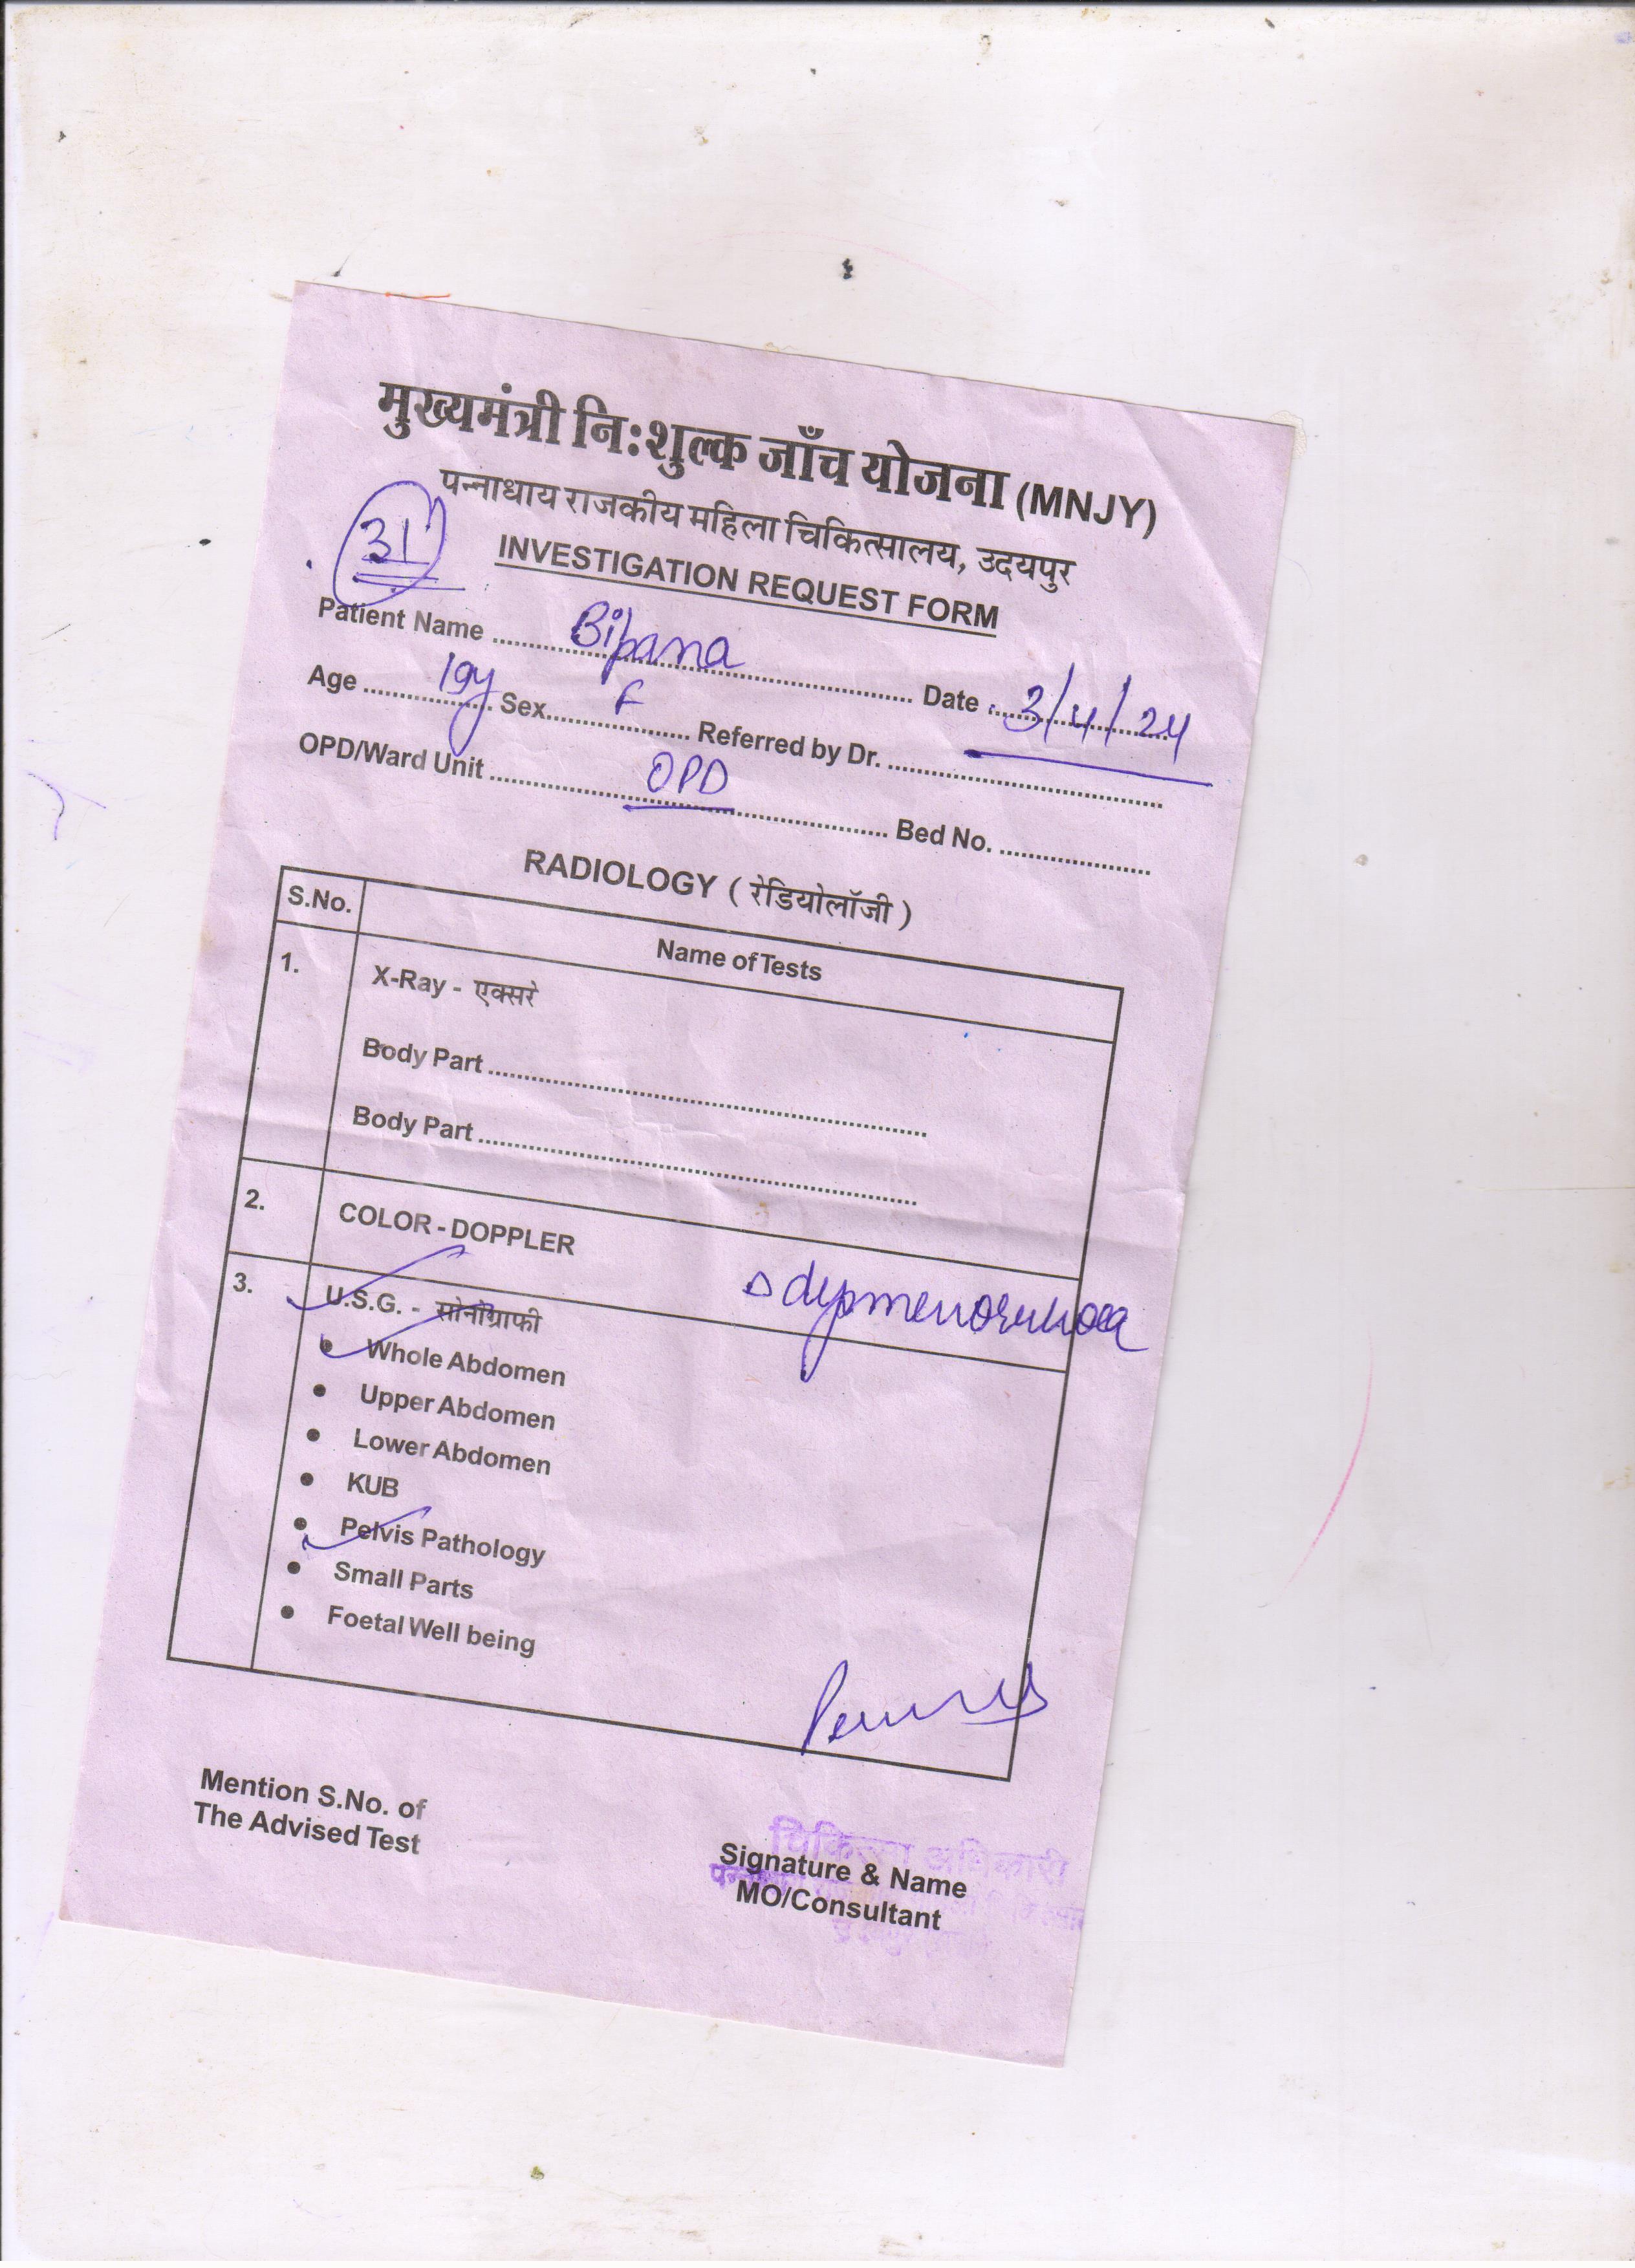 मुख्यमंत्री नि:शुल्क जाँच योजना (MNJY)
पन्नाधाय राजकीय महिला चिकित्सालय, उदयपुर
31
INVESTIGATION REQUEST FORM
Patient Name .......... Bipana .......... Date .......... 3/4/24
Age .......... 19y Sex .......... F .......... Referred by Dr. ..........
OPD/Ward Unit .......... OPD .......... Bed No. ..........
RADIOLOGY ( रेडियोलॉजी )
S.No. Name of Tests
1. X-Ray - एक्सरे
Body Part ..........
Body Part ..........
2. COLOR - DOPPLER
3. U.S.G. - सोनोग्राफी
• Whole Abdomen
• Upper Abdomen
• Lower Abdomen
• KUB
• Pelvis Pathology
• Small Parts
• Foetal Well being
Mention S.No. of
The Advised Test
चिकित्सा अधिकारी
Signature & Name
MO/Consultant